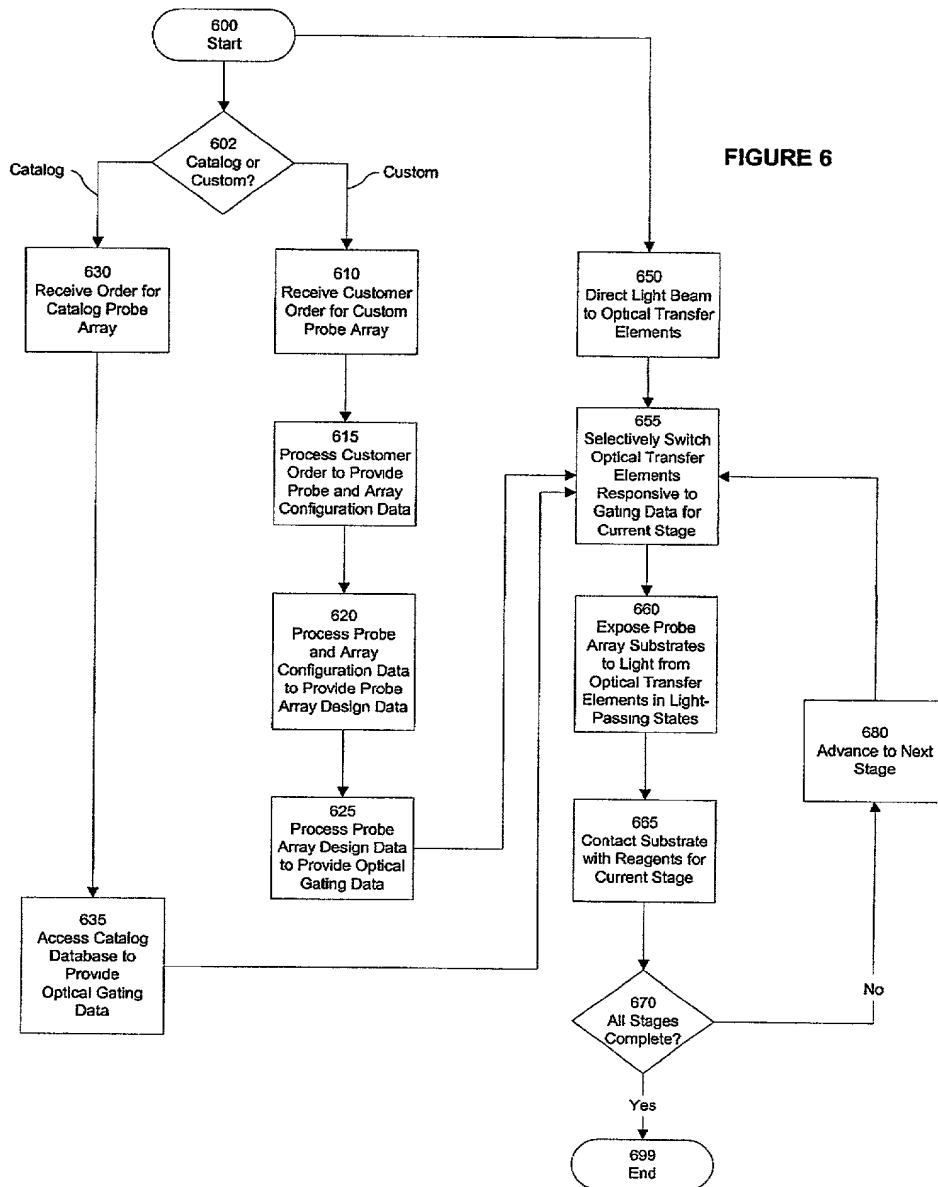 600
Start
602
Catalog or
Custom?
Catalog
Custom
FIGURE 6
630
Receive Order for
Catalog Probe
Array
610
Receive Customer
Order for Custom
Probe Array
650
Direct Light Beam
to Optical Transfer
Elements
615
Process Customer
Order to Provide
Probe and Array
Configuration Data
655
Selectively Switch
Optical Transfer
Elements
Responsive to
Gating Data for
Current Stage
620
Process Probe
and Array
Configuration Data
to Provide Probe
Array Design Data
660
Expose Probe
Array Substrates
to Light from
Optical Transfer
Elements in Light-
Passing States
680
Advance to Next
Stage
625
Process Probe
Array Design Data
to Provide Optical
Gating Data
665
Contact Substrate
with Reagents for
Current Stage
635
Access Catalog
Database to
Provide
Optical Gating
Data
670
All Stages
Complete?
No
Yes
699
End